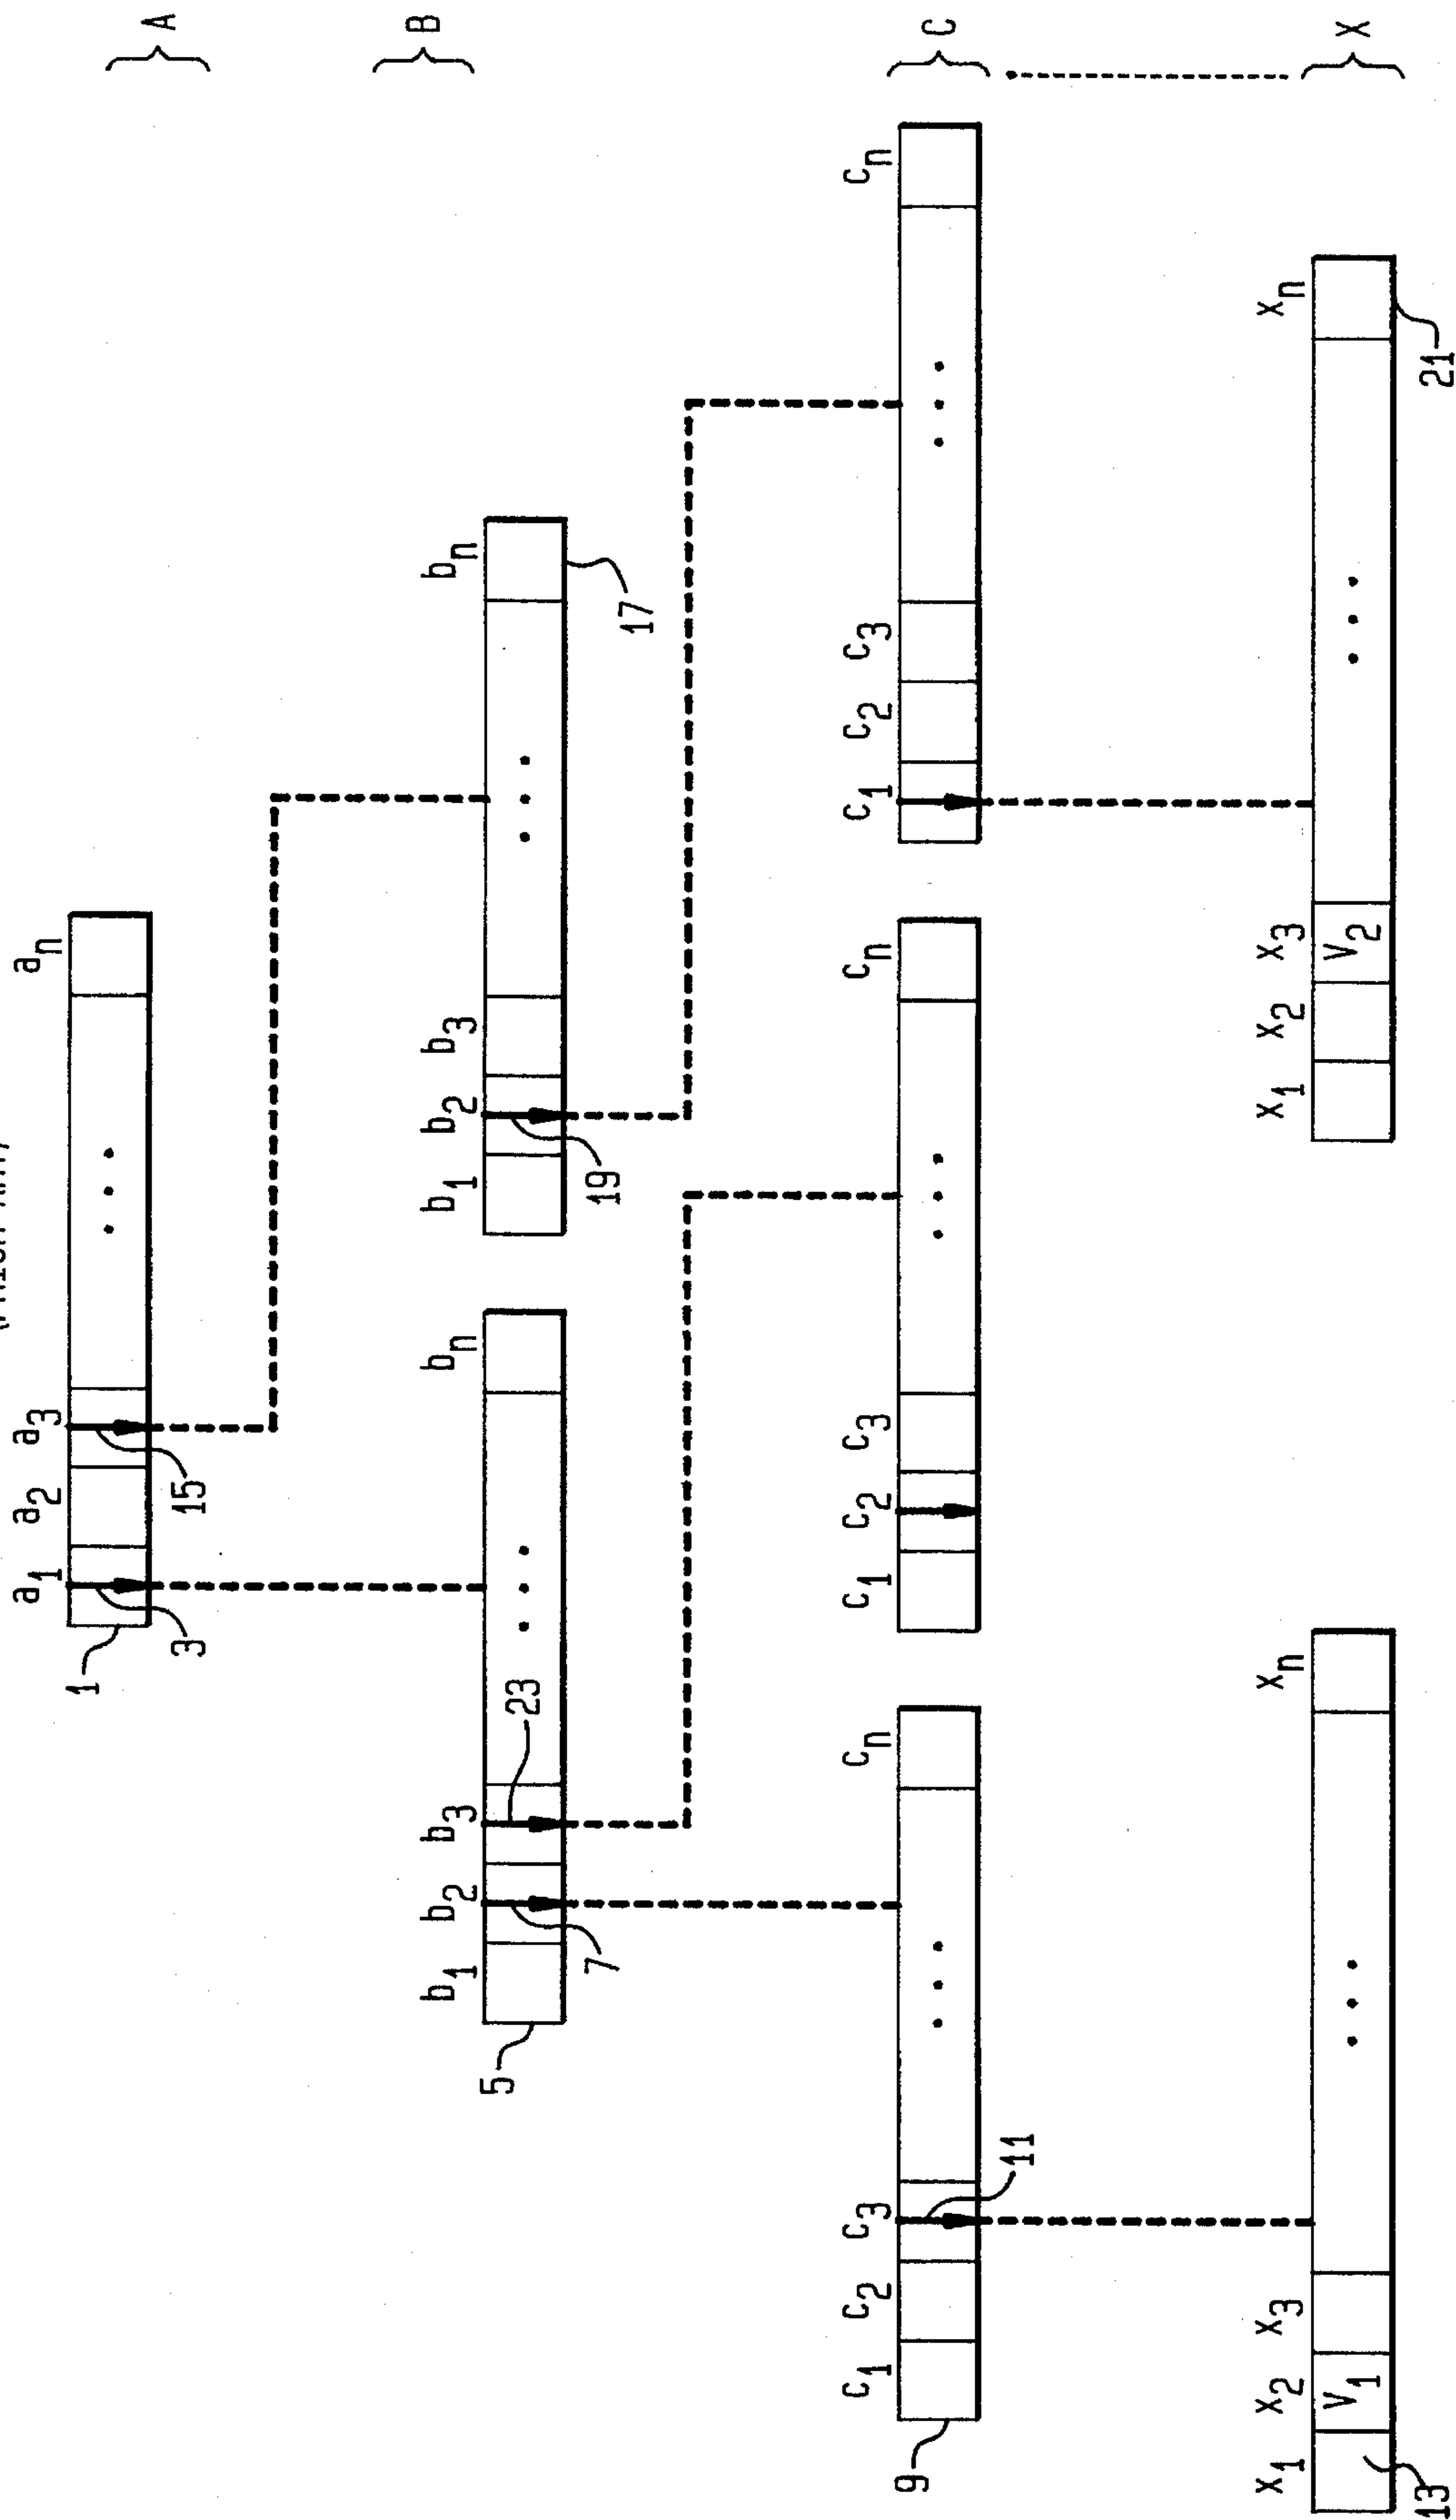 (PRIOR ART)
a1 a2 a3 an
1
3
15
A
b1 b2 b3 bn
b1 b2 b3 bn
5
7
23
19
17
B
c1 c2 c3 cn
c1 c2 c3 cn
c1 c2 c3 cn
9
11
C
x1 x2 x3 xn
V1
13
x1 x2 x3 xn
V2
21
X